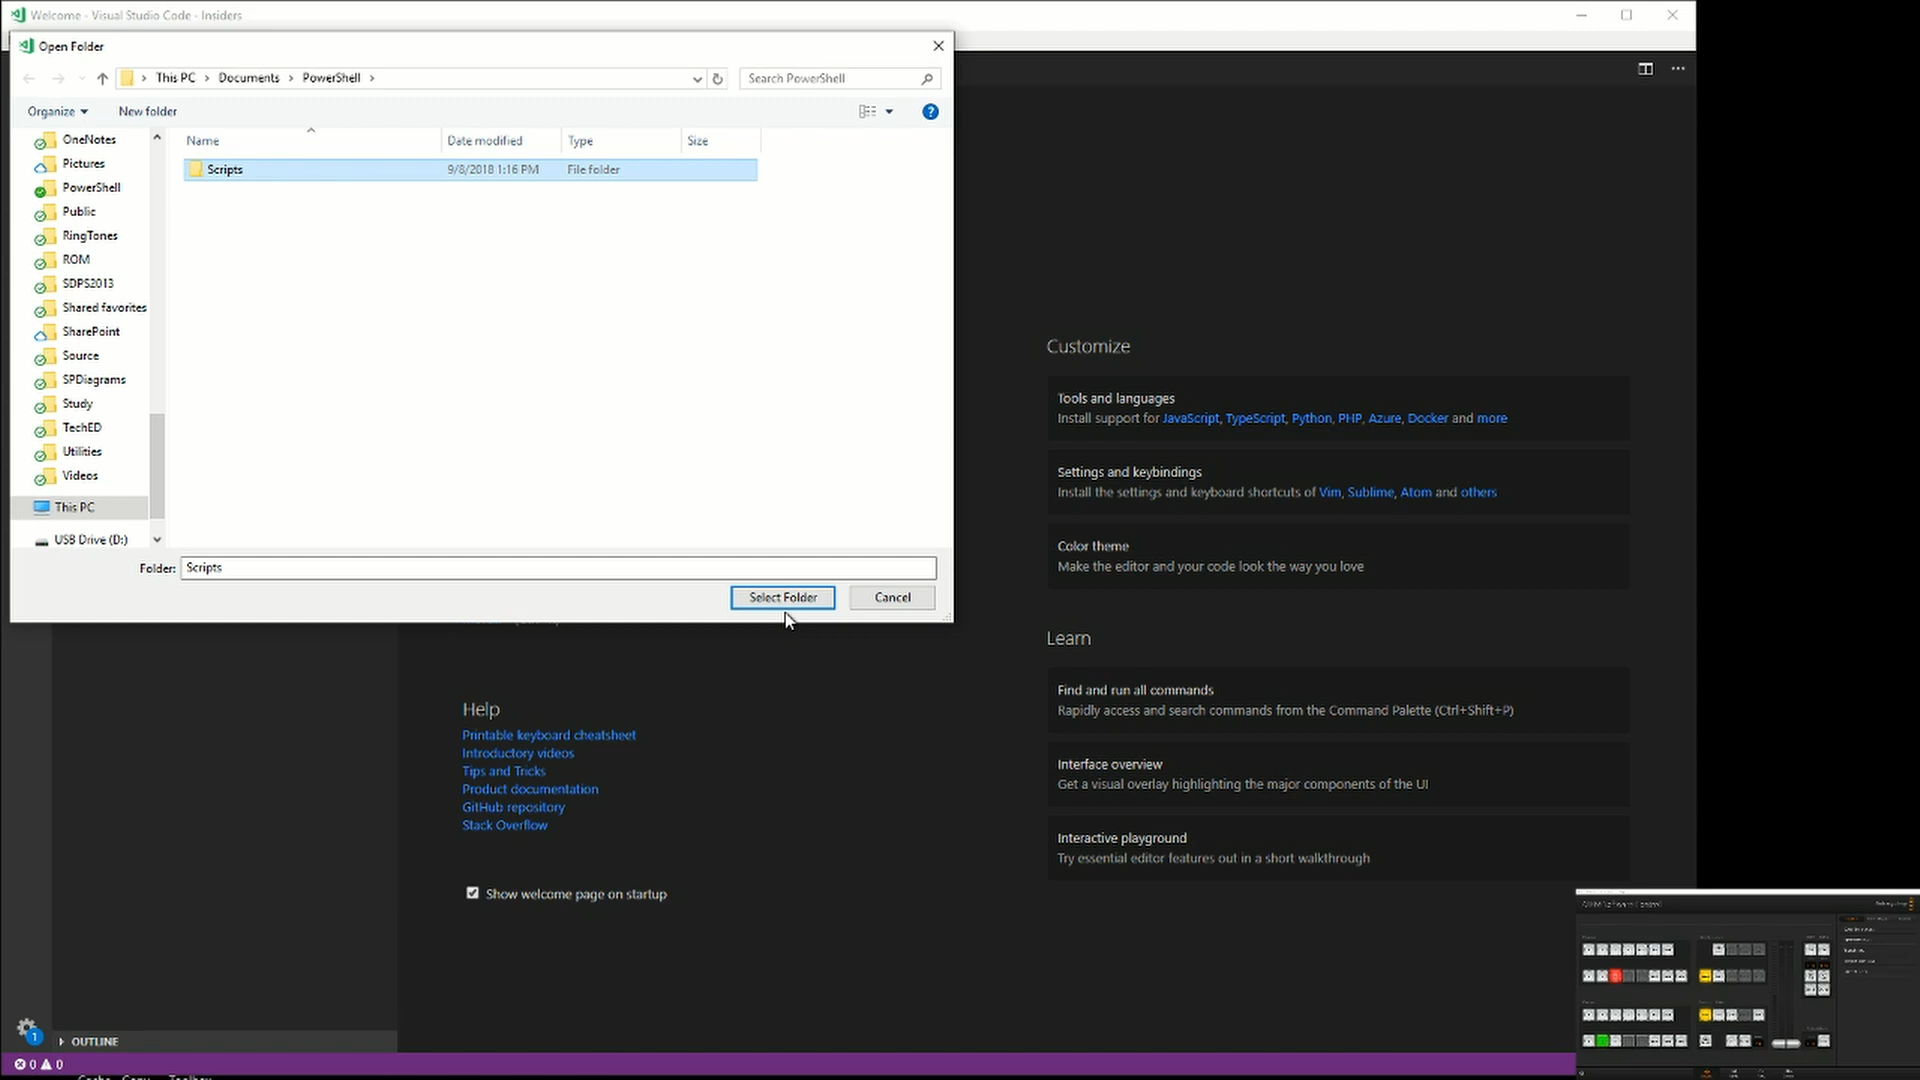 Welcome - Visual Studio Code - Insiders
Open Folder
This PC > Documents > PowerShell >
Search PowerShell
Organize
New folder
Name
Date modified
Type
Size
Scripts
9/8/2018 1:16 PM
File folder
OneNotes
Pictures
PowerShell
Public
RingTones
ROM
SDPS2013
Shared favorites
SharePoint
Source
SPDiagrams
Study
TechED
Utilities
Videos
This PC
USB Drive (D:)
Folder:
Scripts
Select Folder
Cancel
Customize
Tools and languages
Install support for JavaScript, TypeScript, Python, PHP, Azure, Docker and more
Settings and keybindings
Install the settings and keyboard shortcuts of Vim, Sublime, Atom and others
Color theme
Make the editor and your code look the way you love
Learn
Find and run all commands
Rapidly access and search commands from the Command Palette (Ctrl+Shift+P)
Interface overview
Get a visual overlay highlighting the major components of the UI
Interactive playground
Try essential editor features out in a short walkthrough
Help
Printable keyboard cheatsheet
Introductory videos
Tips and Tricks
Product documentation
GitHub repository
Stack Overflow
Show welcome page on startup
1
OUTLINE
0 0